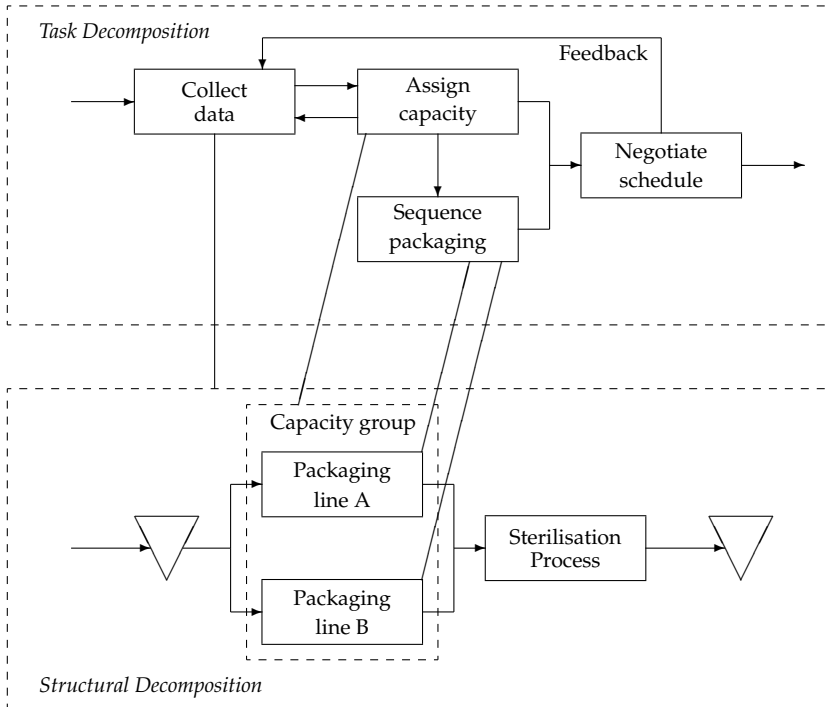 Task Decomposition
Feedback
Collect
data
Assign
capacity
Negotiate
schedule
Sequence
packaging
Capacity group
Packaging
line A
Sterilisation
Process
Packaging
line B
Structural Decomposition